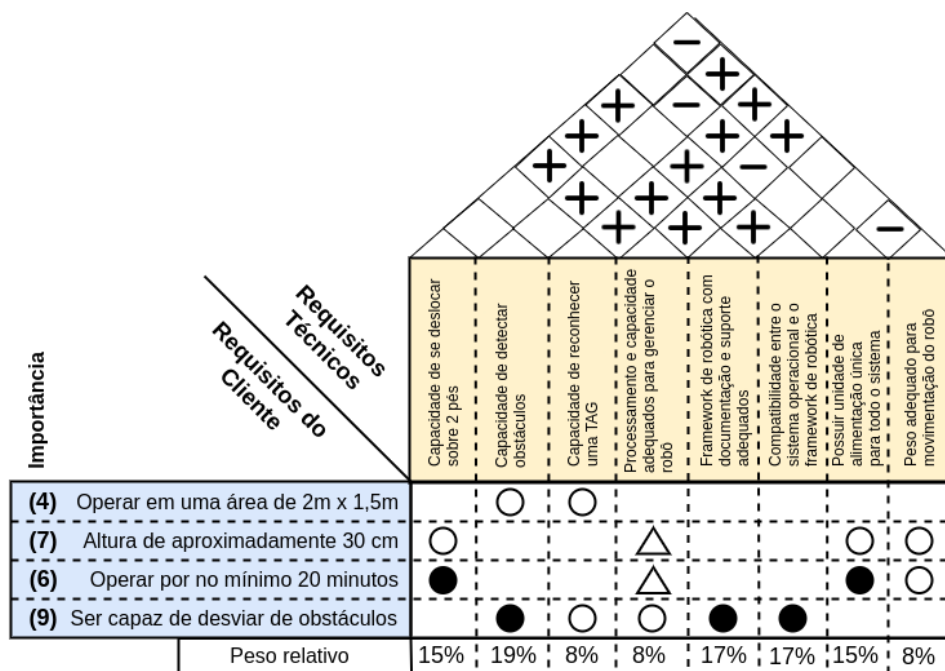 Requisitos
Técnicos
Requisitos do
Cliente
Importância
Capacidade de se deslocar
sobre 2 pés
Capacidade de detectar
obstáculos
Capacidade de reconhecer
uma TAG
Processamento e capacidade
adequados para gerenciar o
robô
Framework de robótica com
documentação e suporte
adequados
Compatibilidade entre o
sistema operacional e o
framework de robótica
Possuir unidade de
alimentação única
para todo o sistema
Peso adequado para
movimentação do robô
(4) Operar em uma área de 2m x 1,5m
(7) Altura de aproximadamente 30 cm
(6) Operar por no mínimo 20 minutos
(9) Ser capaz de desviar de obstáculos
Peso relativo 15% 19% 8% 8% 17% 17% 15% 8%